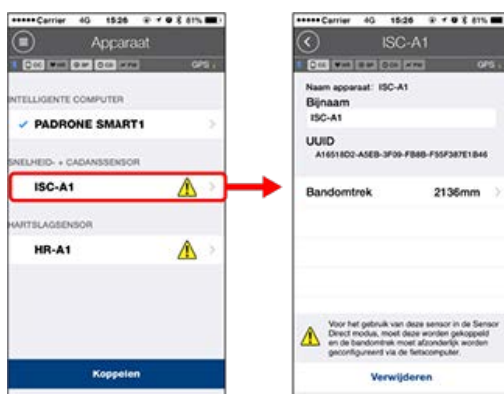 Carrier 4G 15:26 81%
Apparaat
GPS
INTELLIGENTE COMPUTER
PADRONE SMART1
SNELHEID- + CADANSSENSOR
ISC-A1
HARTSLAGSENSOR
HR-A1
Koppelen
Carrier 4G 15:26 81%
ISC-A1
GPS
Naam apparaat: ISC-A1
Bijnaam
ISC-A1
UUID
A16518D2-A5EB-3F09-FB8B-F55F387E1B46
Bandomtrek 2136mm
Voor het gebruik van deze sensor in de Sensor
Direct modus, moet deze worden gekoppeld
en de bandomtrek moet afzonderlijk worden
geconfigureerd via de fietscomputer.
Verwijderen